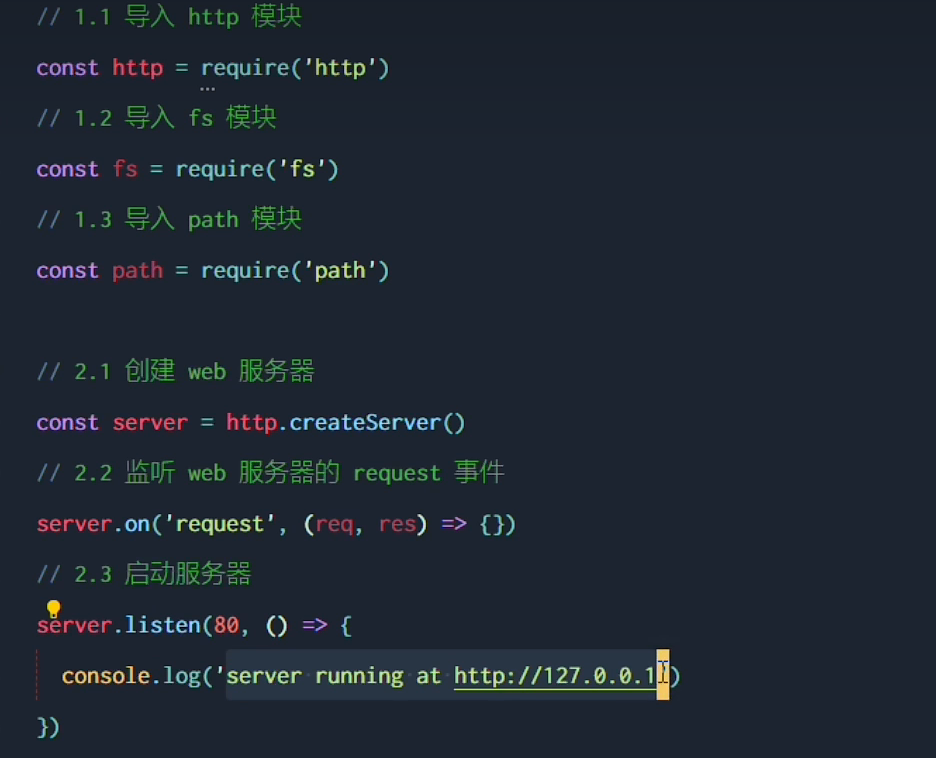 // 1.1 导入 http 模块
const http = require('http')
// 1.2 导入 fs 模块
const fs = require('fs')
// 1.3 导入 path 模块
const path = require('path')
// 2.1 创建 web 服务器
const server = http.createServer()
// 2.2 监听 web 服务器的 request 事件
server.on('request', (req, res) => {})
// 2.3 启动服务器
server.listen(80, () => {
console.log('server running at http://127.0.0.1')
})